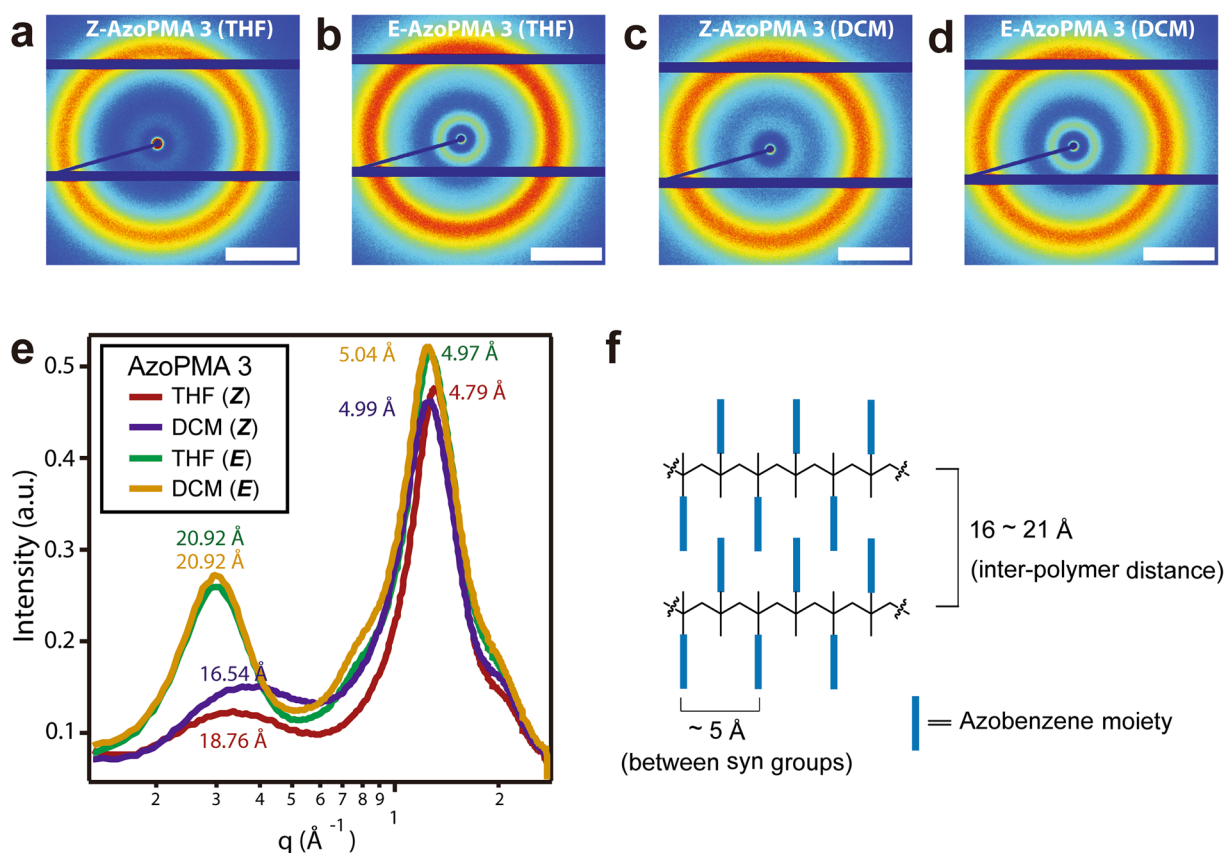 a
Z-AzoPMA 3 (THF)
b
E-AzoPMA 3 (THF)
c
Z-AzoPMA 3 (DCM)
d
E-AzoPMA 3 (DCM)
e
AzoPMA 3
THF (Z)
DCM (Z)
THF (E)
DCM (E)
5.04 Å
4.97 Å
4.99 Å
4.79 Å
20.92 Å
20.92 Å
16.54 Å
18.76 Å
Intensity (a.u.)
0.5
0.4
0.3
0.2
0.1
2 3 4 5 6 7 8 9 1 2
q (Å⁻¹)
f
16 ~ 21 Å
(inter-polymer distance)
~ 5 Å
(between syn groups)
= Azobenzene moiety